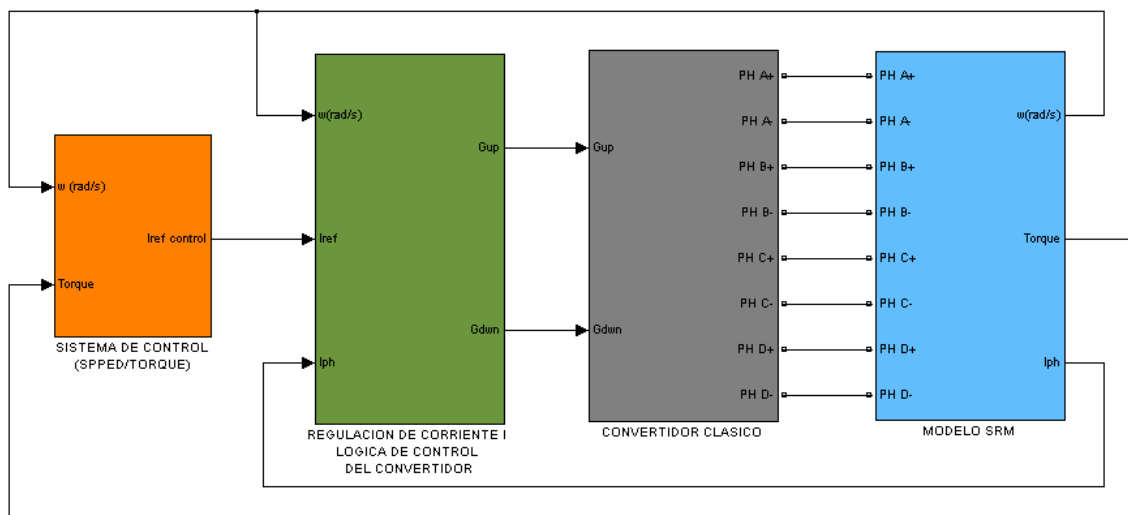 w (rad/s)
Iref control
Torque
SISTEMA DE CONTROL
(SPPED/TORQUE)
w(rad/s)
Gup
Iref
Gdwn
Iph
REGULACION DE CORRIENTE I
LOGICA DE CONTROL
DEL CONVERTIDOR
Gup
Gdwn
PH A+
PH A-
PH B+
PH B-
PH C+
PH C-
PH D+
PH D-
CONVERTIDOR CLASICO
PH A+
PH A-
PH B+
PH B-
PH C+
PH C-
PH D+
PH D-
w(rad/s)
Torque
Iph
MODELO SRM